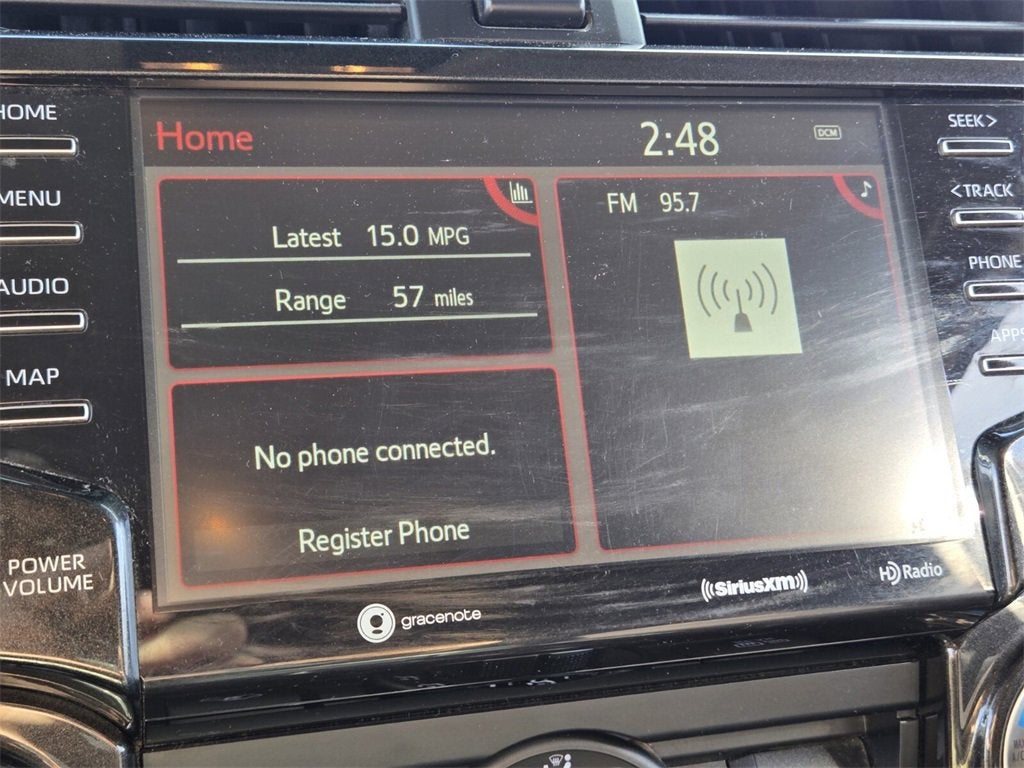 HOME
MENU
AUDIO
MAP
POWER
VOLUME
Home
2:48
DCM
Latest 15.0 MPG
Range 57 miles
No phone connected.
Register Phone
FM 95.7
SEEK >
< TRACK
PHONE
APPS
gracenote
SiriusXM
HD Radio